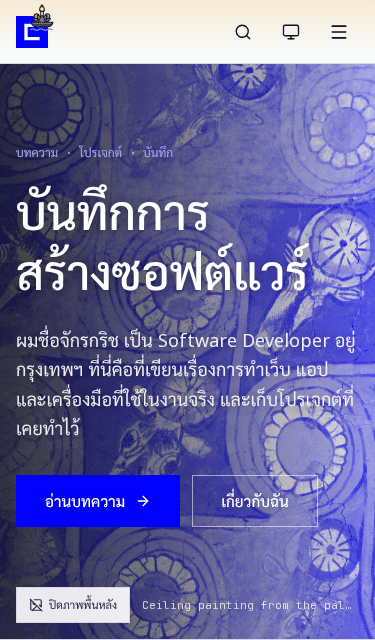 บทความ · โปรเจกต์ · บันทึก
บันทึกการ
สร้างซอฟต์แวร์
ผมชื่อจักรกริช เป็น Software Developer อยู่
กรุงเทพฯ ที่นี่คือที่เขียนเรื่องการทำเว็บ แอป
และเครื่องมือที่ใช้ในงานจริง และเก็บโปรเจกต์ที่
เคยทำไว้
อ่านบทความ →
เกี่ยวกับฉัน
ปิดภาพพื้นหลัง
Ceiling painting from the pal…